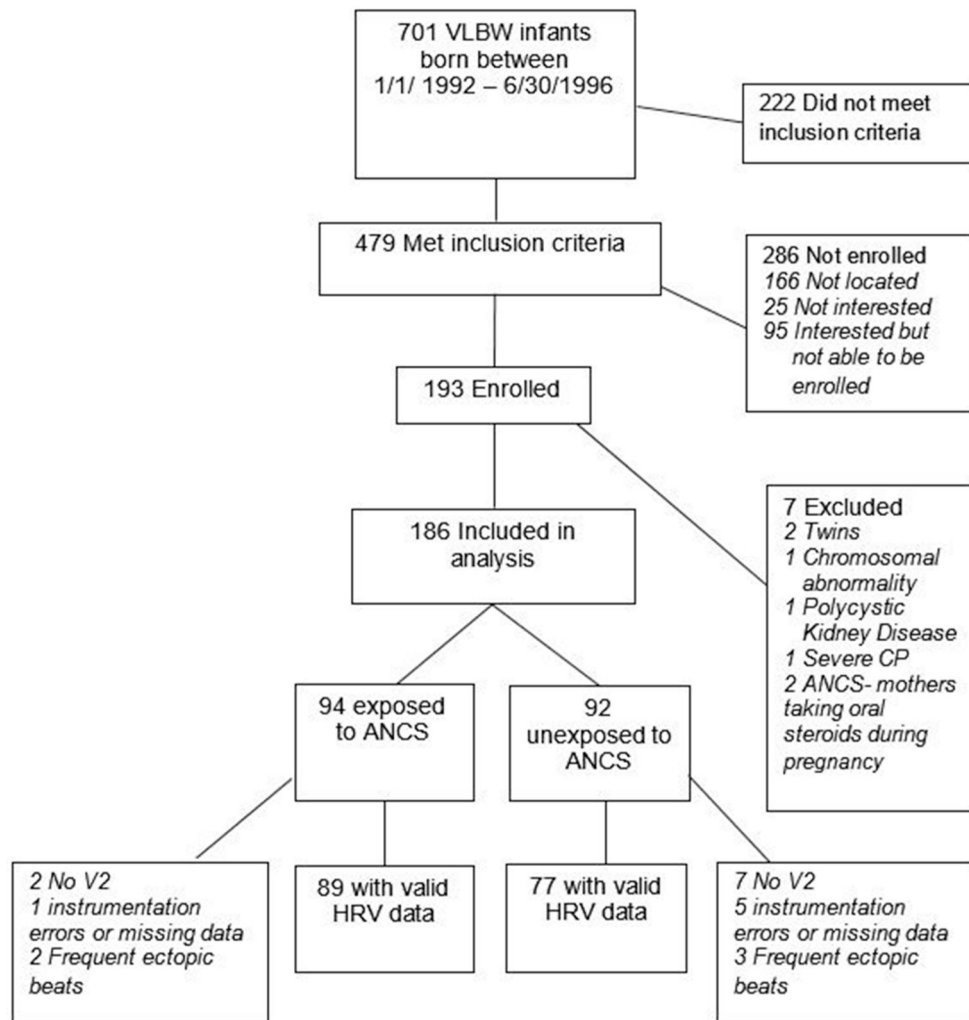 701 VLBW infants
born between
1/1/ 1992 – 6/30/1996
222 Did not meet
inclusion criteria
479 Met inclusion criteria
286 Not enrolled
166 Not located
25 Not interested
95 Interested but
not able to be
enrolled
193 Enrolled
7 Excluded
2 Twins
1 Chromosomal
abnormality
1 Polycystic
Kidney Disease
1 Severe CP
2 ANCS- mothers
taking oral
steroids during
pregnancy
186 Included in
analysis
94 exposed
to ANCS
92
unexposed to
ANCS
2 No V2
1 instrumentation
errors or missing data
2 Frequent ectopic
beats
89 with valid
HRV data
77 with valid
HRV data
7 No V2
5 instrumentation
errors or missing data
3 Frequent ectopic
beats